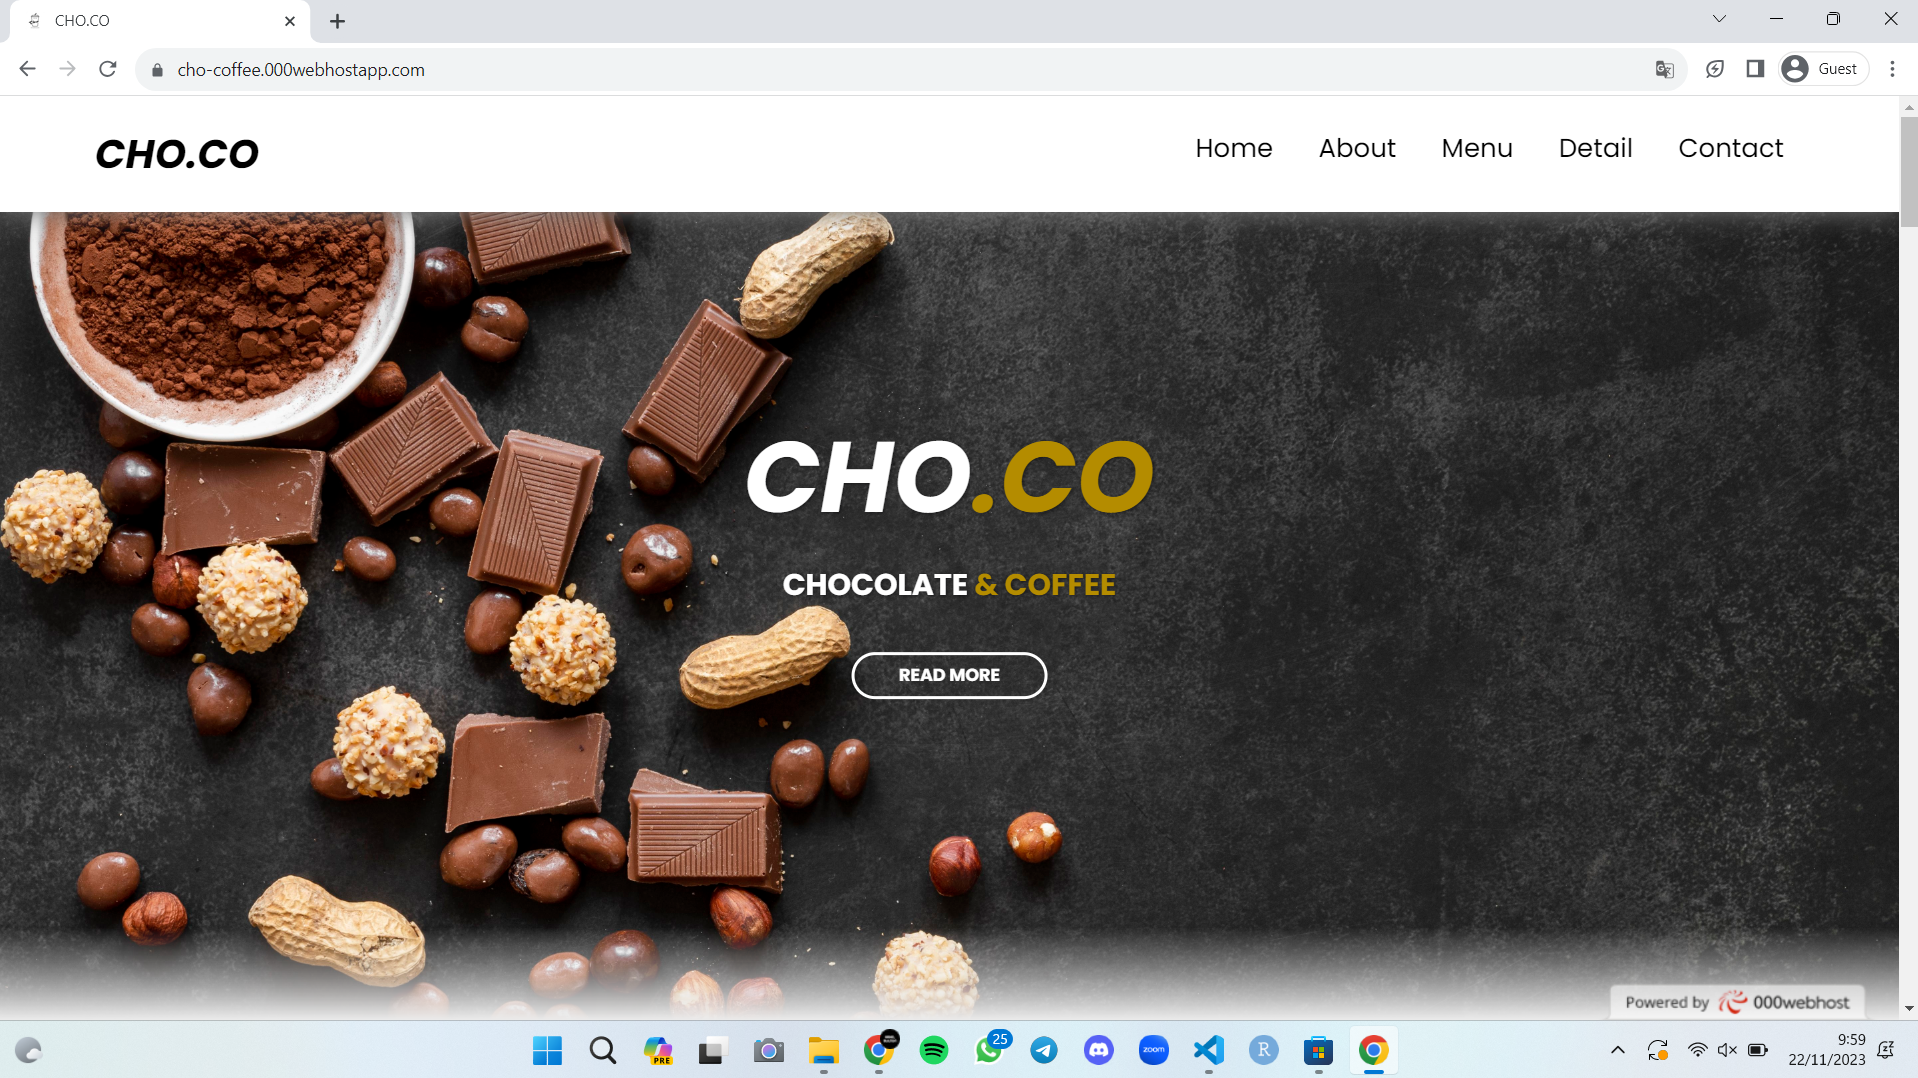 CHO.CO
cho-coffee.000webhostapp.com
Guest
CHO.CO
Home About Menu Detail Contact
CHO.CO
CHOCOLATE & COFFEE
READ MORE
Powered by 000webhost
PRE
25
zoom
R
9:59
22/11/2023